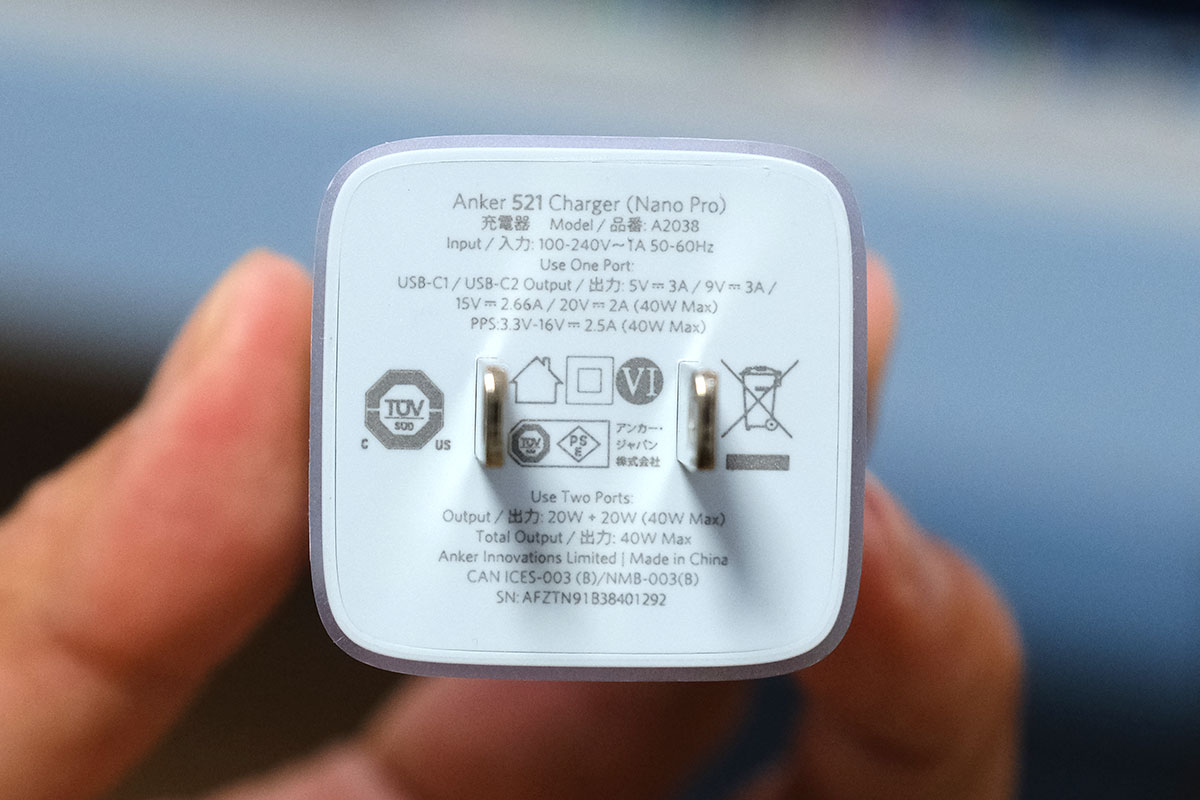 Anker 521 Charger (Nano Pro)
充電器 Model / 品番: A2038
Input / 入力: 100-240V~1A 50-60Hz
Use One Port:
USB-C1 / USB-C2 Output / 出力: 5V⎓3A / 9V⎓3A /
15V⎓2.66A / 20V⎓2A (40W Max)
PPS:3.3V-16V⎓2.5A (40W Max)
TÜV
SÜD
C US
VI
TÜV
SÜD
PS
E
アンカー・
ジャパン
株式会社
Use Two Ports:
Output / 出力: 20W + 20W (40W Max)
Total Output / 出力: 40W Max
Anker Innovations Limited | Made in China
CAN ICES-003 (B)/NMB-003(B)
SN: AFZTN91B38401292